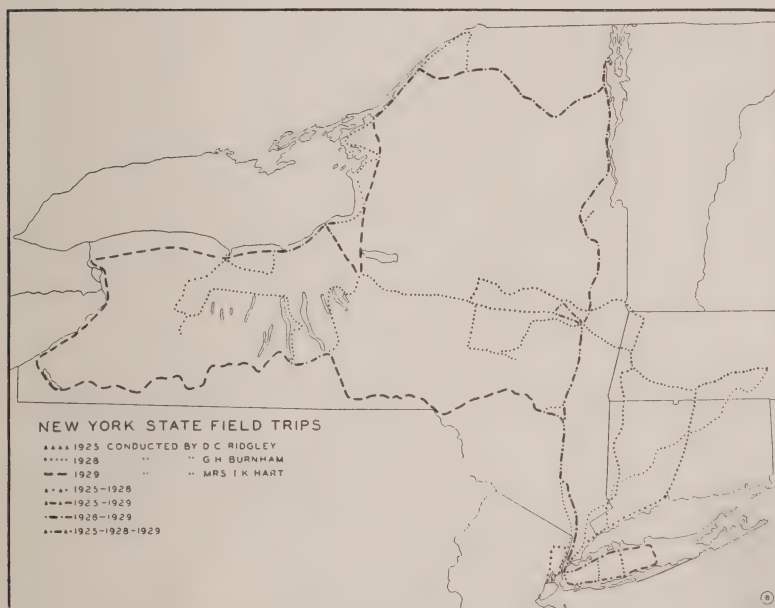 NEW YORK STATE FIELD TRIPS
1925 CONDUCTED BY D C RIDGLEY
1928 " " G H BURNHAM
1929 " " MRS I K HART
1925-1928
1925-1929
1928-1929
1925-1928-1929
8